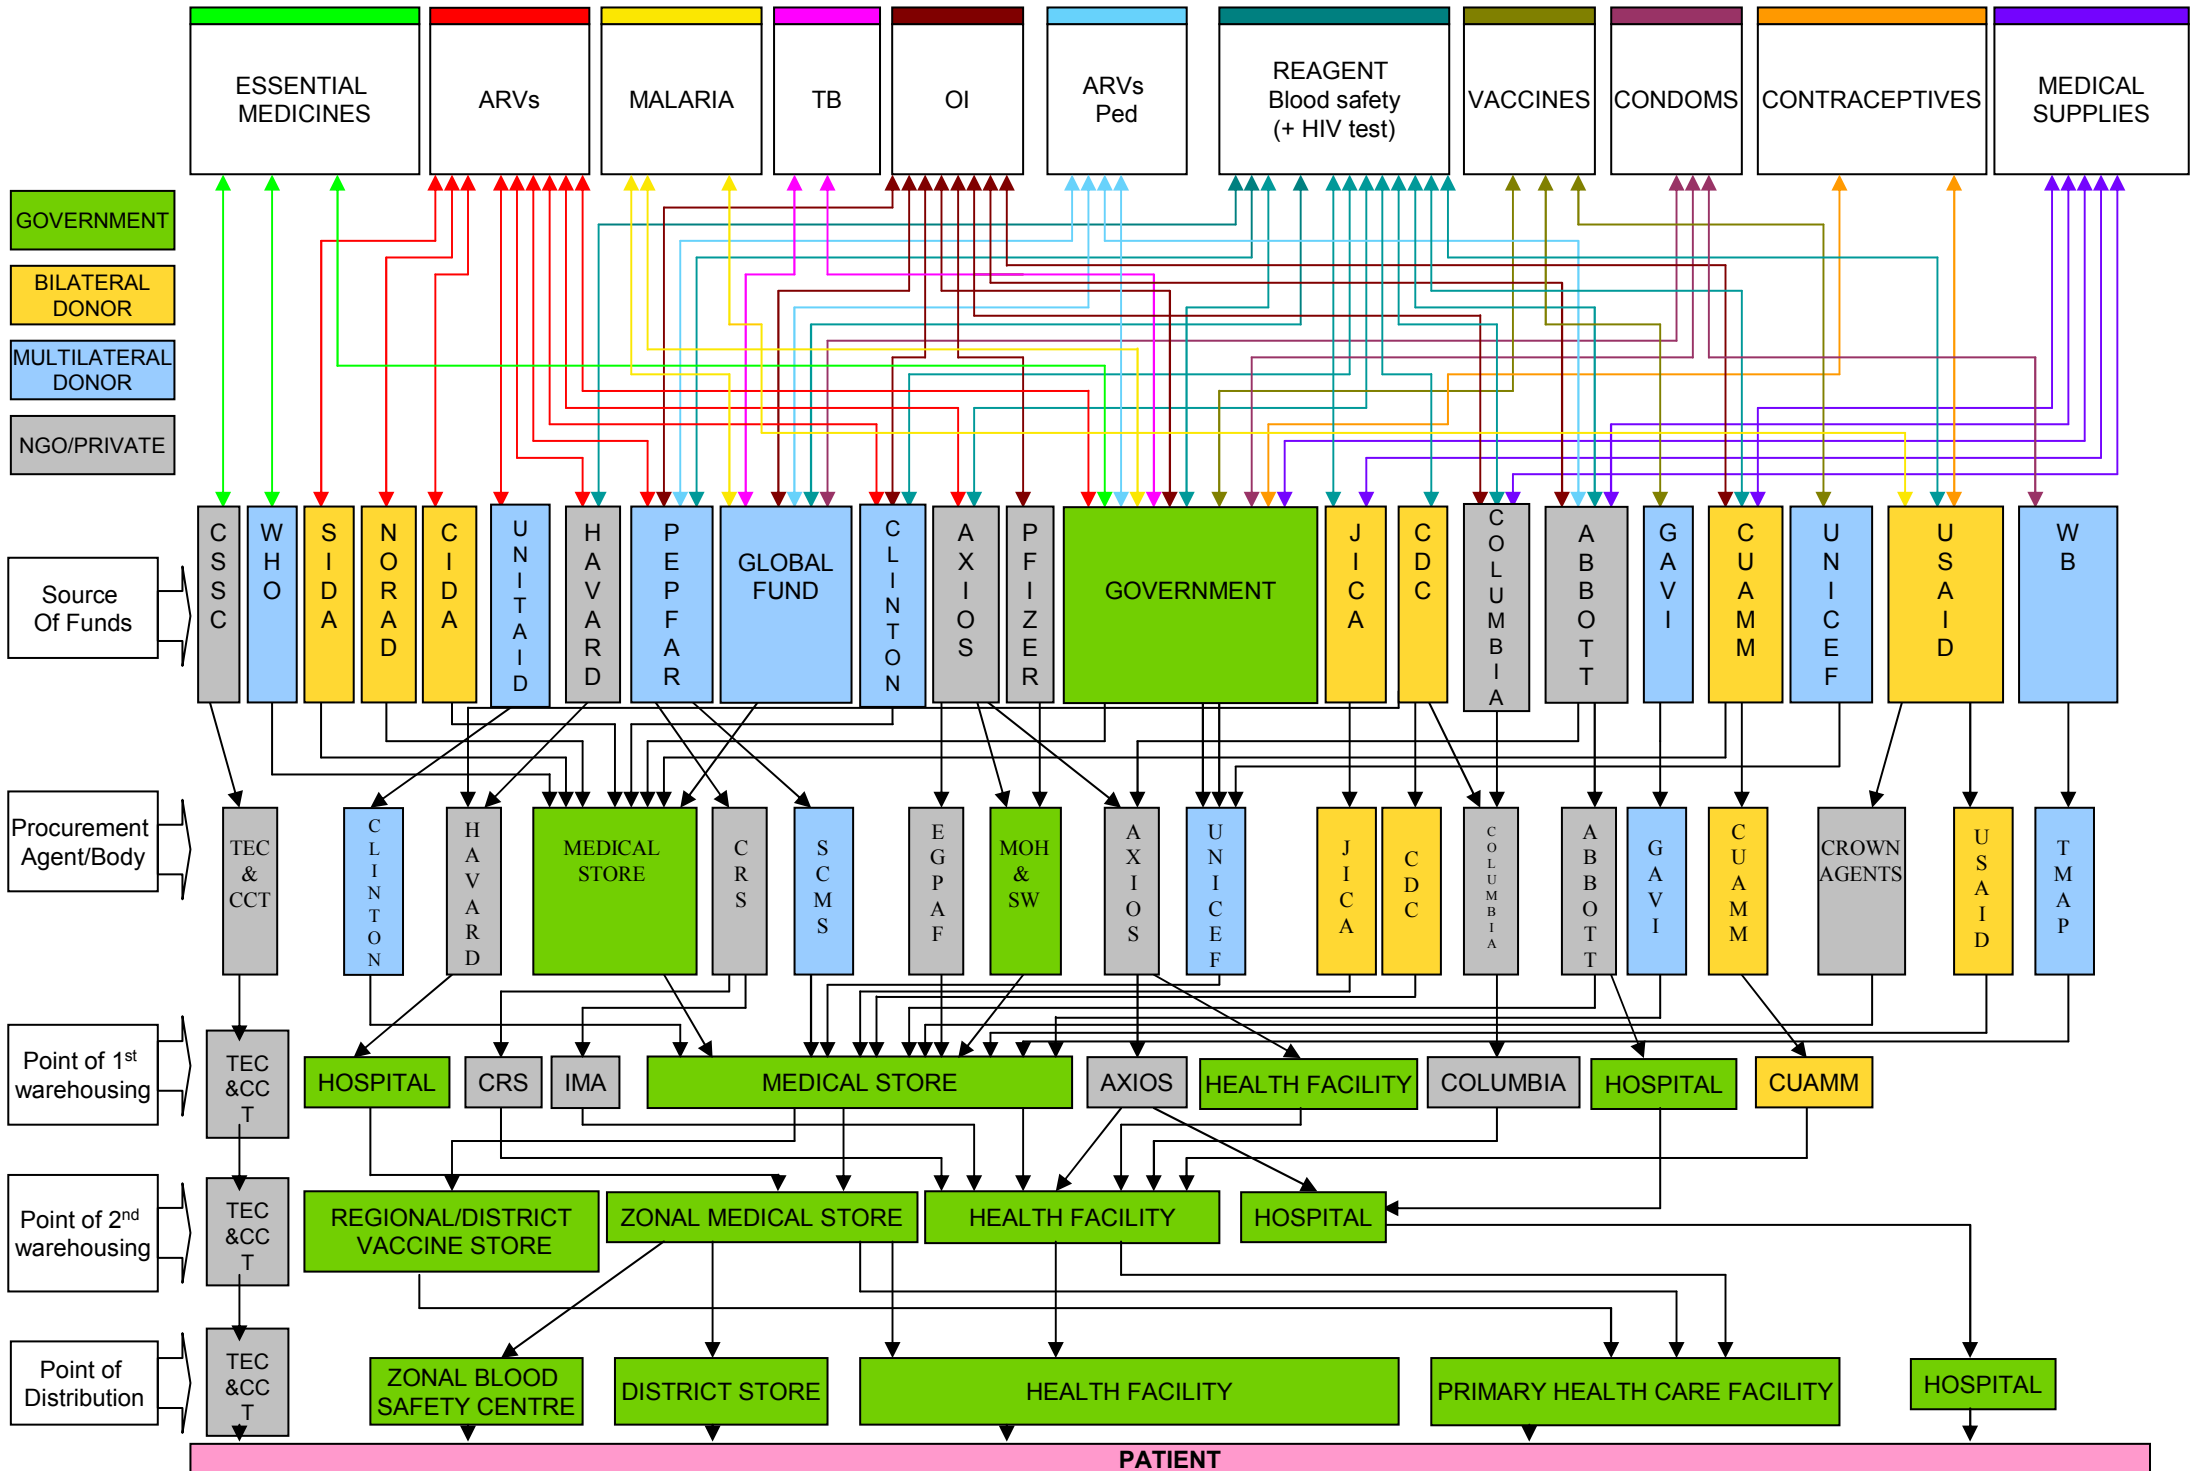 ESSENTIAL
MEDICINES
ARVs
MALARIA
TB
OI
ARVs
Ped
REAGENT
Blood safety
(+ HIV test)
VACCINES
CONDOMS
CONTRACEPTIVES
MEDICAL
SUPPLIES
GOVERNMENT
BILATERAL
DONOR
MULTILATERAL
DONOR
NGO/PRIVATE
Source
Of Funds
CSSC
WHO
SIDA
NORAD
CIDA
UNITAID
HAVARD
PEPFAR
GLOBAL
FUND
CLINTON
AXIOS
PFIZER
GOVERNMENT
JICA
CDC
COLUMBIA
ABBOTT
GAVI
CUAMM
UNICEF
USAID
WB
Procurement
Agent/Body
TEC
&
CCT
CLINTON
HAVARD
MEDICAL
STORE
CRS
SCMS
EGPAF
MOH
&
SW
AXIOS
UNICEF
JICA
CDC
COLUMBIA
ABBOTT
GAVI
CUAMM
CROWN
AGENTS
USAID
TMAP
Point of 1st
warehousing
TEC
&CC
T
HOSPITAL
CRS
IMA
MEDICAL STORE
AXIOS
HEALTH FACILITY
COLUMBIA
HOSPITAL
CUAMM
Point of 2nd
warehousing
TEC
&CC
T
REGIONAL/DISTRICT
VACCINE STORE
ZONAL MEDICAL STORE
HEALTH FACILITY
HOSPITAL
Point of
Distribution
TEC
&CC
T
ZONAL BLOOD
SAFETY CENTRE
DISTRICT STORE
HEALTH FACILITY
PRIMARY HEALTH CARE FACILITY
HOSPITAL
PATIENT